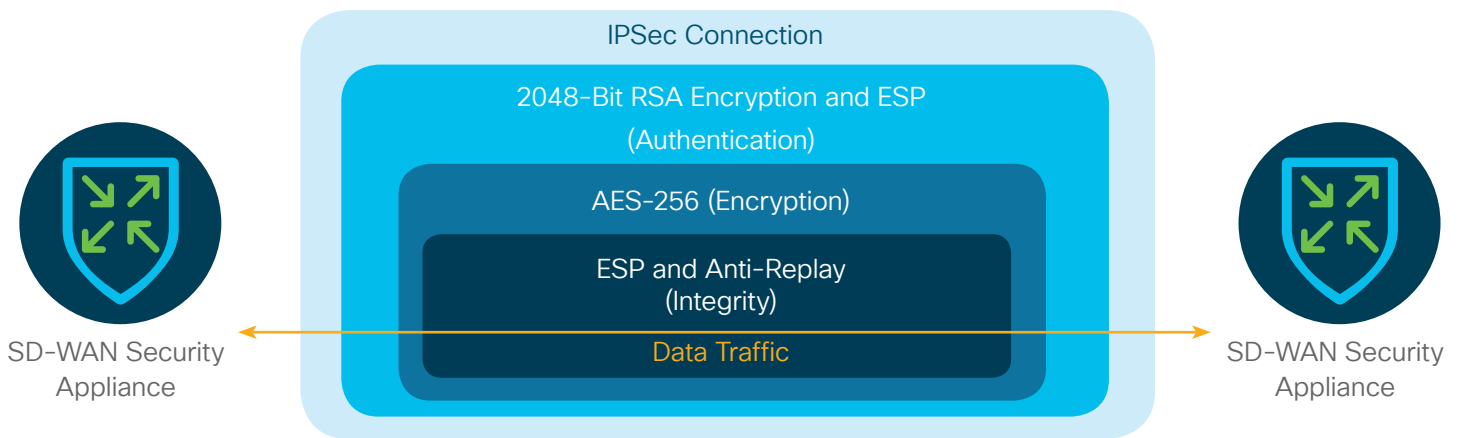 IPSec Connection
2048-Bit RSA Encryption and ESP
(Authentication)
AES-256 (Encryption)
ESP and Anti-Replay
(Integrity)
Data Traffic
SD-WAN Security
Appliance
SD-WAN Security
Appliance